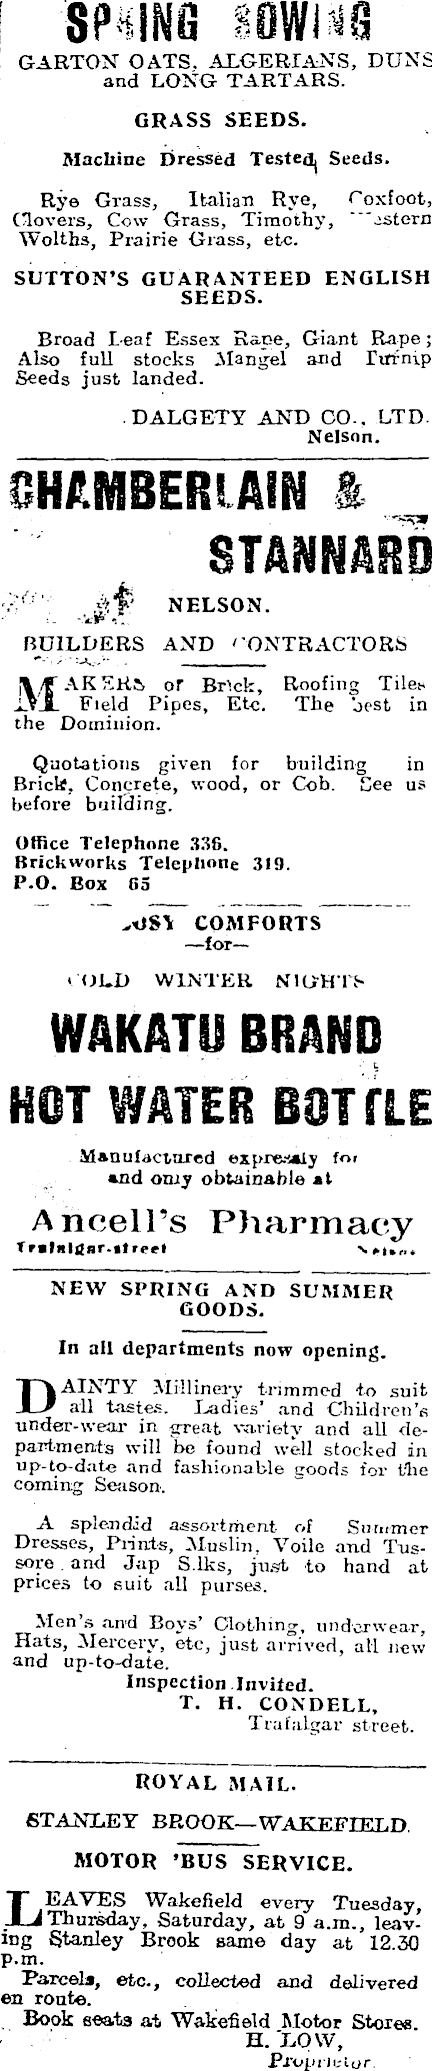 SPRING SOWING
GARTON OATS, ALGERIANS, DUNS
and LONG TARTARS.
GRASS SEEDS.
Machine Dressed Tested Seeds.
Rye Grass, Italian Rye, Coxfoot,
Clovers, Cow Grass, Timothy, Western
Wolths, Prairie Grass, etc.
SUTTON'S GUARANTEED ENGLISH
SEEDS.
Broad Leaf Essex Rape, Giant Rape;
Also full stocks Mangel and Turnip
Seeds just landed.
DALGETY AND CO., LTD.
Nelson.
CHAMBERLAIN &
STANNARD
NELSON.
BUILDERS AND CONTRACTORS
MAKERS of Brick, Roofing Tiles
Field Pipes, Etc. The best in
the Dominion.
Quotations given for building in
Brick, Concrete, wood, or Cob. See us
before building.
Office Telephone 336.
Brickworks Telephone 319.
P.O. Box 65
COSY COMFORTS
—for—
COLD WINTER NIGHTS
WAKATU BRAND
HOT WATER BOTTLE
Manufactured expressly for
and only obtainable at
Ancell's Pharmacy
Trafalgar-street Nelson.
NEW SPRING AND SUMMER
GOODS.
In all departments now opening.
DAINTY Millinery trimmed to suit
all tastes. Ladies' and Children's
under-wear in great variety and all de-
partments will be found well stocked in
up-to-date and fashionable goods for the
coming Season.
A splendid assortment of Summer
Dresses, Prints, Muslin, Voile and Tus-
sore and Jap Silks, just to hand at
prices to suit all purses.
Men's and Boys' Clothing, underwear,
Hats, Mercery, etc, just arrived, all new
and up-to-date.
Inspection Invited.
T. H. CONDELL,
Trafalgar street.
ROYAL MAIL.
STANLEY BROOK—WAKEFIELD.
MOTOR 'BUS SERVICE.
LEAVES Wakefield every Tuesday,
Thursday, Saturday, at 9 a.m., leav-
ing Stanley Brook same day at 12.30
p.m.
Parcels, etc., collected and delivered
en route.
Book seats at Wakefield Motor Stores.
H. LOW,
Proprietor.